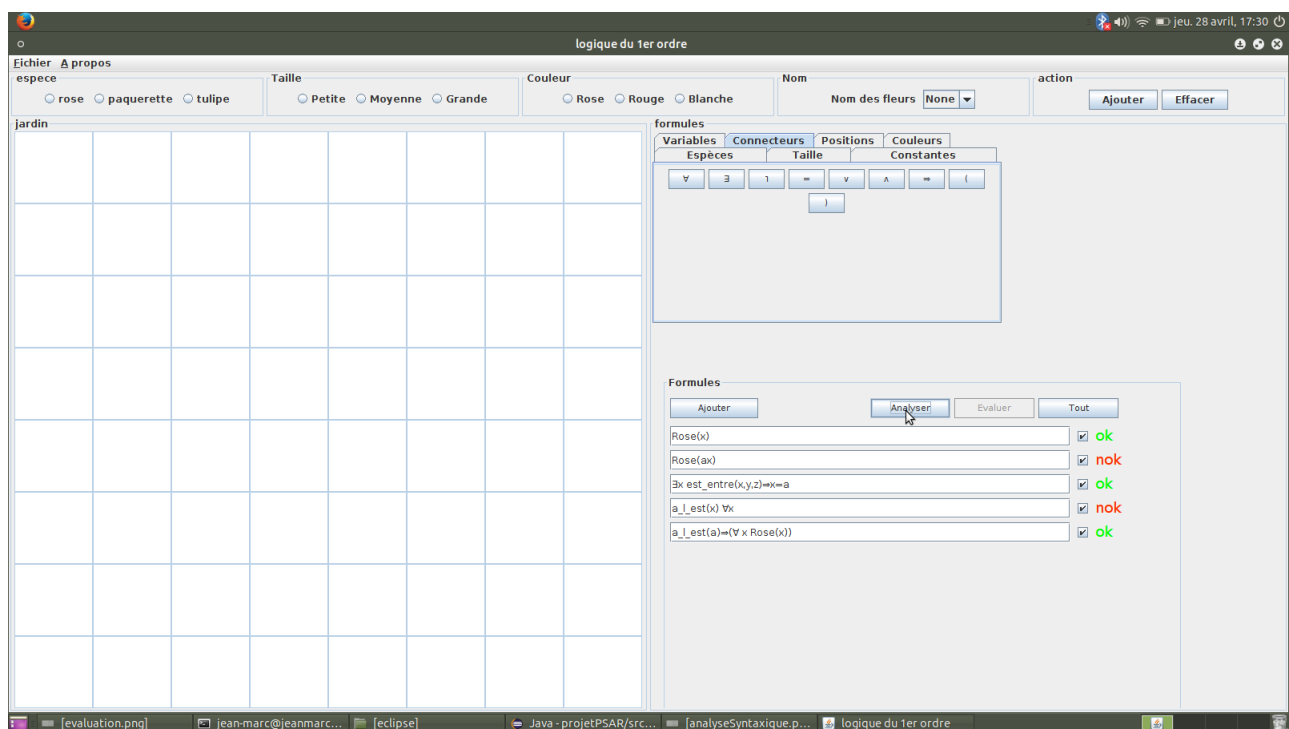 jeu. 28 avril, 17:30
logique du 1er ordre
Fichier A propos
espece Taille Couleur Nom action
rose paquerette tulipe Petite Moyenne Grande Rose Rouge Blanche Nom des fleurs None Ajouter Effacer
jardin formules
Variables Connecteurs Positions Couleurs
Espèces Taille Constantes
∀ ∃ ℸ = ∨ ∧ ⇒ (
)
Formules
Ajouter Analyser Evaluer Tout
Rose(x) ok
Rose(ax) nok
∃x est_entre(x,y,z)⇒x=a ok
a_l_est(x) ∀x nok
a_l_est(a)⇒(∀ x Rose(x)) ok
[evaluation.png] jean-marc@jeanmarc... [eclipse] Java - projetPSAR/src... [analyseSyntaxique.p... logique du 1er ordre